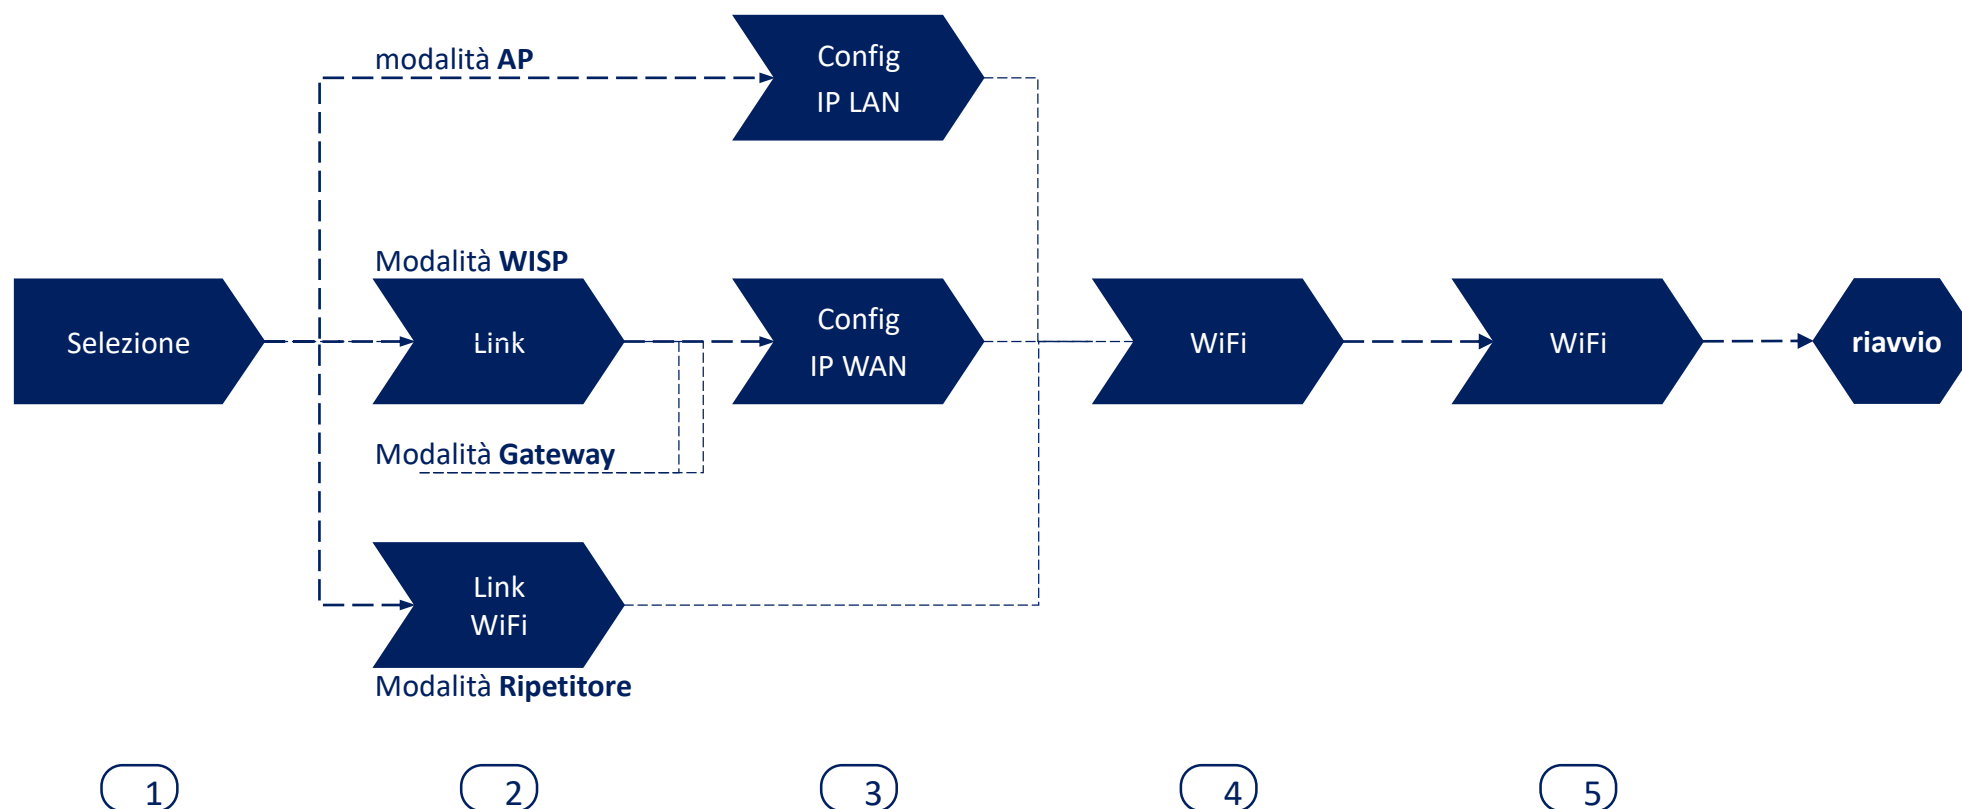 modalità AP
Config
IP LAN
Modalità WISP
Selezione
Link
Config
IP WAN
WiFi
WiFi
riavvio
Modalità Gateway
Link
WiFi
Modalità Ripetitore
1
2
3
4
5